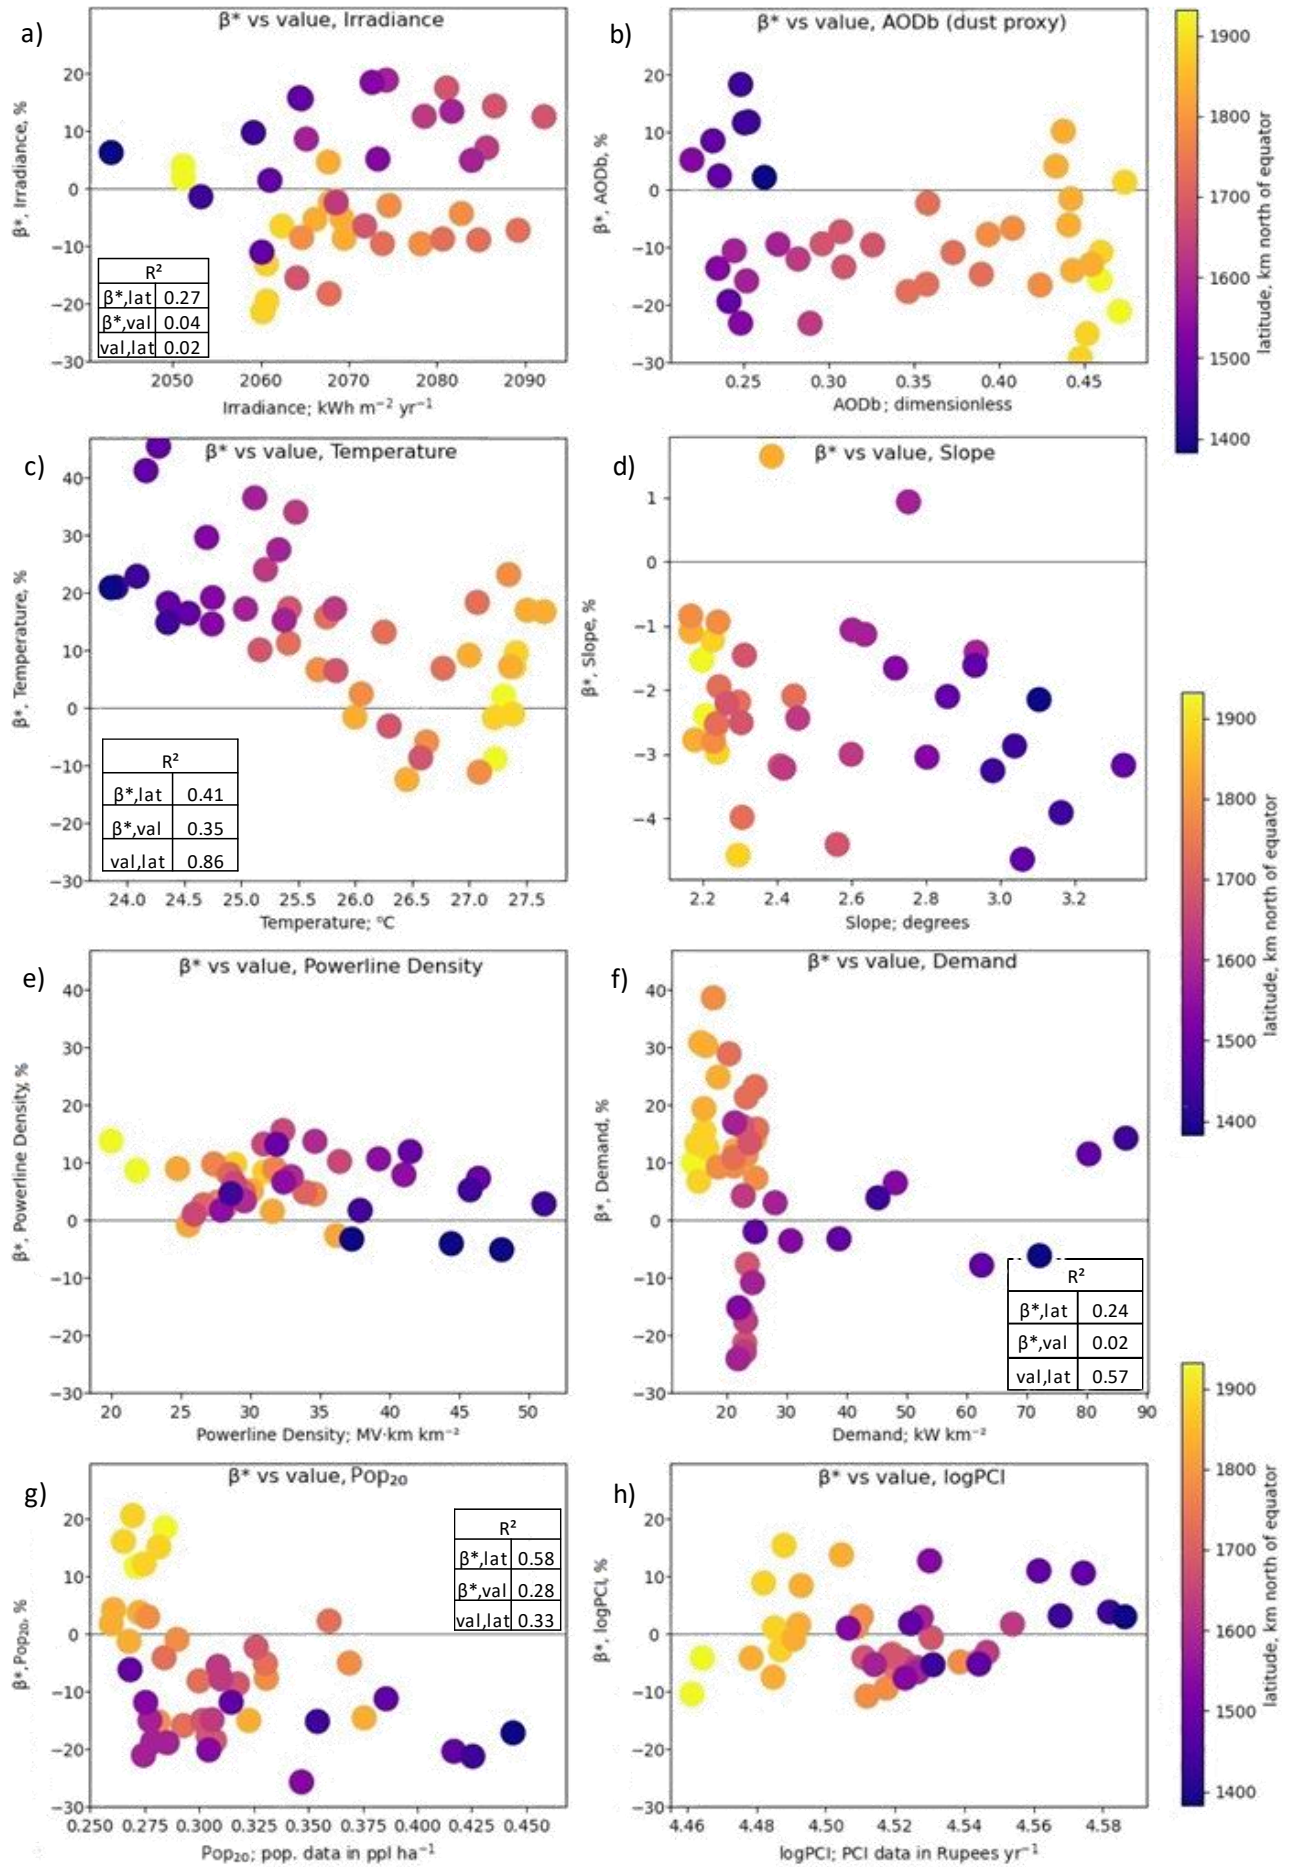 a)
β* vs value, Irradiance
β*, Irradiance, %
20
10
0
−10
−20
−30
R²
β*,lat 0.27
β*,val 0.04
val,lat 0.02
2050 2060 2070 2080 2090
Irradiance; kWh m⁻² yr⁻¹
b)
β* vs value, AODb (dust proxy)
β*, AODb, %
20
10
0
−10
−20
−30
0.25 0.30 0.35 0.40 0.45
AODb; dimensionless
1900
1800
1700
1600
1500
1400
latitude, km north of equator
c)
β* vs value, Temperature
β*, Temperature, %
40
30
20
10
0
−10
−20
−30
R²
β*,lat 0.41
β*,val 0.35
val,lat 0.86
24.0 24.5 25.0 25.5 26.0 26.5 27.0 27.5
Temperature; ºC
d)
β* vs value, Slope
β*, Slope, %
1
0
−1
−2
−3
−4
2.2 2.4 2.6 2.8 3.0 3.2
Slope; degrees
1900
1800
1700
1600
1500
1400
latitude, km north of equator
e)
β* vs value, Powerline Density
β*, Powerline Density, %
40
30
20
10
0
−10
−20
−30
20 25 30 35 40 45 50
Powerline Density; MV·km km⁻²
f)
β* vs value, Demand
β*, Demand, %
40
30
20
10
0
−10
−20
−30
R²
β*,lat 0.24
β*,val 0.02
val,lat 0.57
20 30 40 50 60 70 80 90
Demand; kW km⁻²
g)
β* vs value, Pop₂₀
β*,Pop₂₀, %
20
10
0
−10
−20
−30
R²
β*,lat 0.58
β*,val 0.28
val,lat 0.33
0.250 0.275 0.300 0.325 0.350 0.375 0.400 0.425 0.450
Pop₂₀; pop. data in ppl ha⁻¹
h)
β* vs value, logPCI
β*, logPCI, %
20
10
0
−10
−20
−30
4.46 4.48 4.50 4.52 4.54 4.56 4.58
logPCI; PCI data in Rupees yr⁻¹
1900
1800
1700
1600
1500
1400
latitude, km north of equator